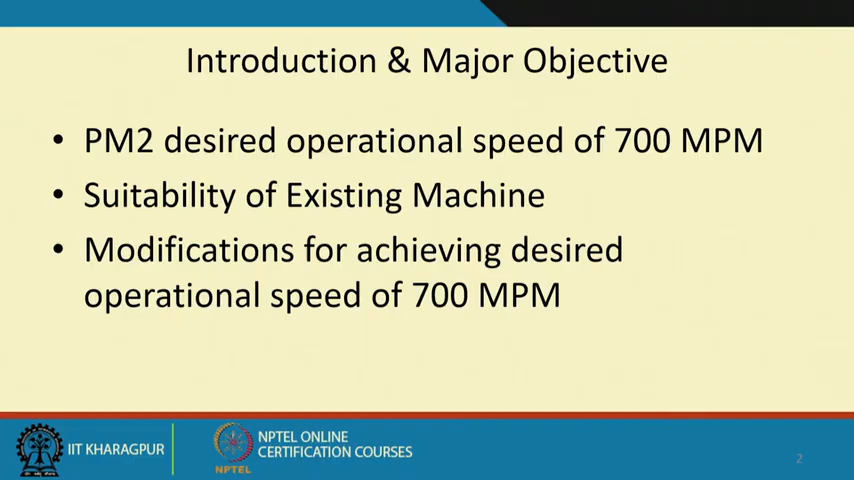 Introduction & Major Objective
• PM2 desired operational speed of 700 MPM
• Suitability of Existing Machine
• Modifications for achieving desired
operational speed of 700 MPM
IIT KHARAGPUR
NPTEL
NPTEL ONLINE
CERTIFICATION COURSES
2